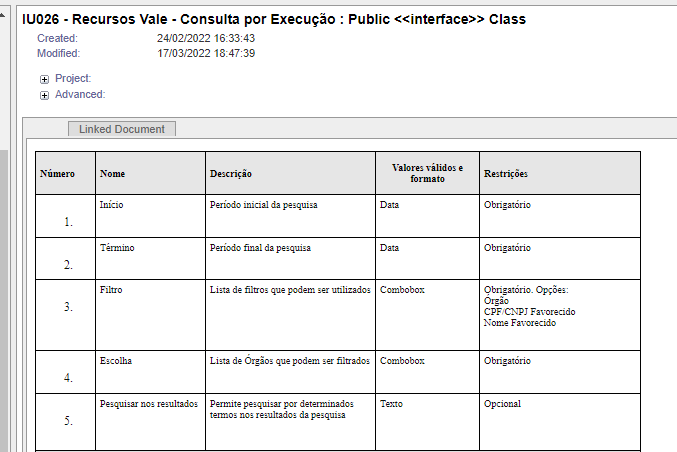 IU026 - Recursos Vale - Consulta por Execução : Public <<interface>> Class
Created: 24/02/2022 16:33:43
Modified: 17/03/2022 18:47:39
Project:
Advanced:
Linked Document
Número Nome Descrição Valores válidos e formato Restrições
1. Início Período inicial da pesquisa Data Obrigatório
2. Término Período final da pesquisa Data Obrigatório
3. Filtro Lista de filtros que podem ser utilizados Combobox Obrigatório. Opções:
Órgão
CPF/CNPJ Favorecido
Nome Favorecido
4. Escolha Lista de Órgãos que podem ser filtrados Combobox Obrigatório
5. Pesquisar nos resultados Permite pesquisar por determinados termos nos resultados da pesquisa Texto Opcional